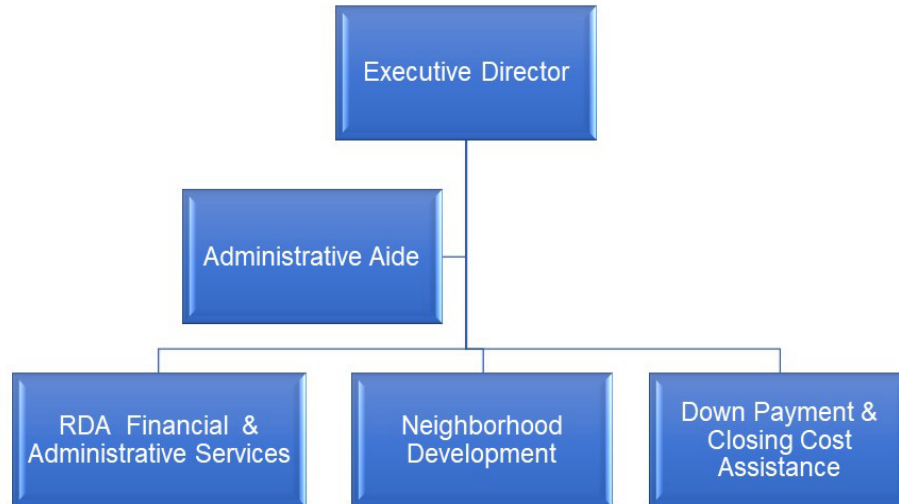 Executive Director
Administrative Aide
RDA Financial &
Administrative Services
Neighborhood
Development
Down Payment &
Closing Cost
Assistance